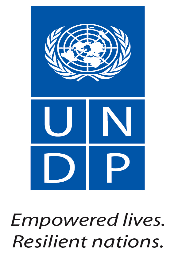 U N
D P
Empowered lives.
Resilient nations.